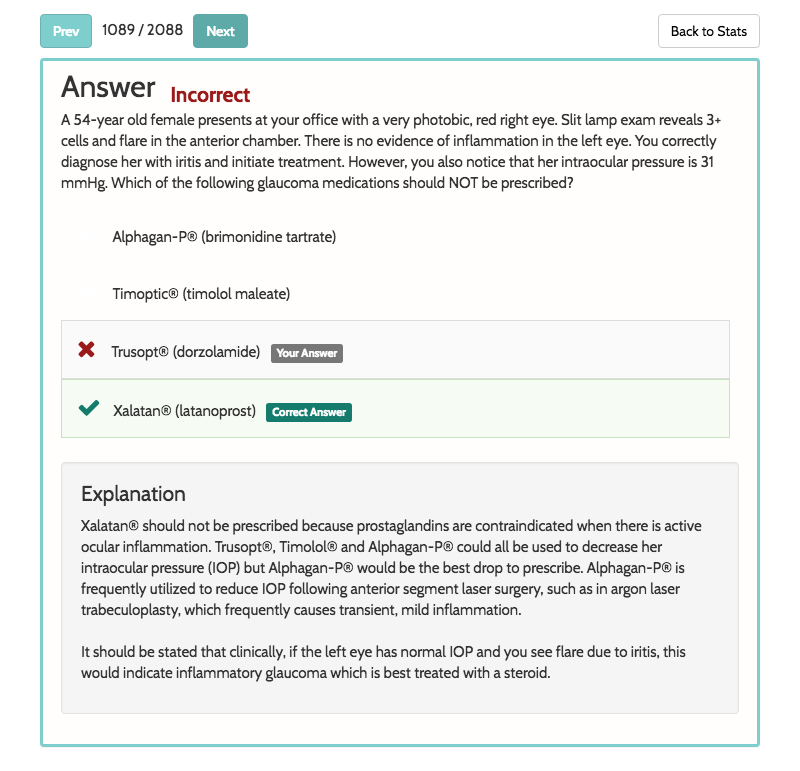 Prev 1089 / 2088 Next Back to Stats
Answer Incorrect
A 54-year old female presents at your office with a very photobic, red right eye. Slit lamp exam reveals 3+
cells and flare in the anterior chamber. There is no evidence of inflammation in the left eye. You correctly
diagnose her with iritis and initiate treatment. However, you also notice that her intraocular pressure is 31
mmHg. Which of the following glaucoma medications should NOT be prescribed?
Alphagan-P® (brimonidine tartrate)
Timoptic® (timolol maleate)
Trusopt® (dorzolamide) Your Answer
Xalatan® (latanoprost) Correct Answer
Explanation
Xalatan® should not be prescribed because prostaglandins are contraindicated when there is active
ocular inflammation. Trusopt®, Timolol® and Alphagan-P® could all be used to decrease her
intraocular pressure (IOP) but Alphagan-P® would be the best drop to prescribe. Alphagan-P® is
frequently utilized to reduce IOP following anterior segment laser surgery, such as in argon laser
trabeculoplasty, which frequently causes transient, mild inflammation.
It should be stated that clinically, if the left eye has normal IOP and you see flare due to iritis, this
would indicate inflammatory glaucoma which is best treated with a steroid.